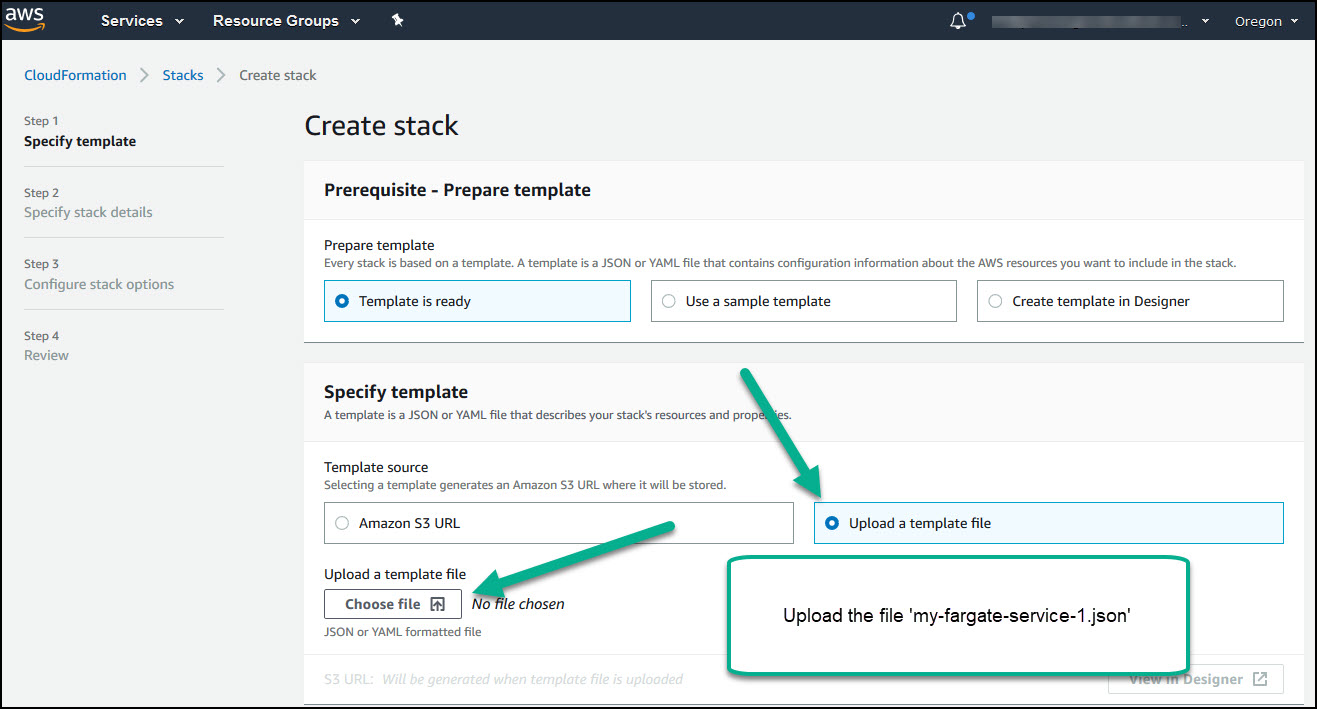 aws
Services
Resource Groups
Oregon
CloudFormation
Stacks
Create stack
Step 1
Specify template
Step 2
Specify stack details
Step 3
Configure stack options
Step 4
Review
Create stack
Prerequisite - Prepare template
Prepare template
Every stack is based on a template. A template is a JSON or YAML file that contains configuration information about the AWS resources you want to include in the stack.
Template is ready
Use a sample template
Create template in Designer
Specify template
A template is a JSON or YAML file that describes your stack's resources and properties.
Template source
Selecting a template generates an Amazon S3 URL where it will be stored.
Amazon S3 URL
Upload a template file
Upload a template file
Choose file
No file chosen
JSON or YAML formatted file
Upload the file 'my-fargate-service-1.json'
S3 URL: Will be generated when template file is uploaded
View in Designer